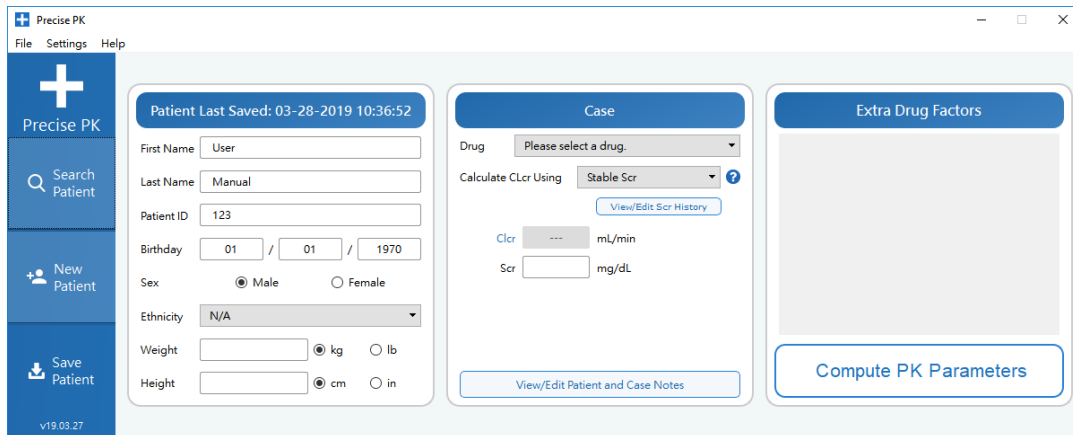 Precise PK
File Settings Help
Precise PK
Search
Patient
New
Patient
Save
Patient
v19.03.27
Patient Last Saved: 03-28-2019 10:36:52
First Name User
Last Name Manual
Patient ID 123
Birthday 01 / 01 / 1970
Sex Male Female
Ethnicity N/A
Weight kg lb
Height cm in
Case
Drug Please select a drug.
Calculate CLcr Using Stable Scr ?
View/Edit Scr History
Clcr --- mL/min
Scr mg/dL
View/Edit Patient and Case Notes
Extra Drug Factors
Compute PK Parameters